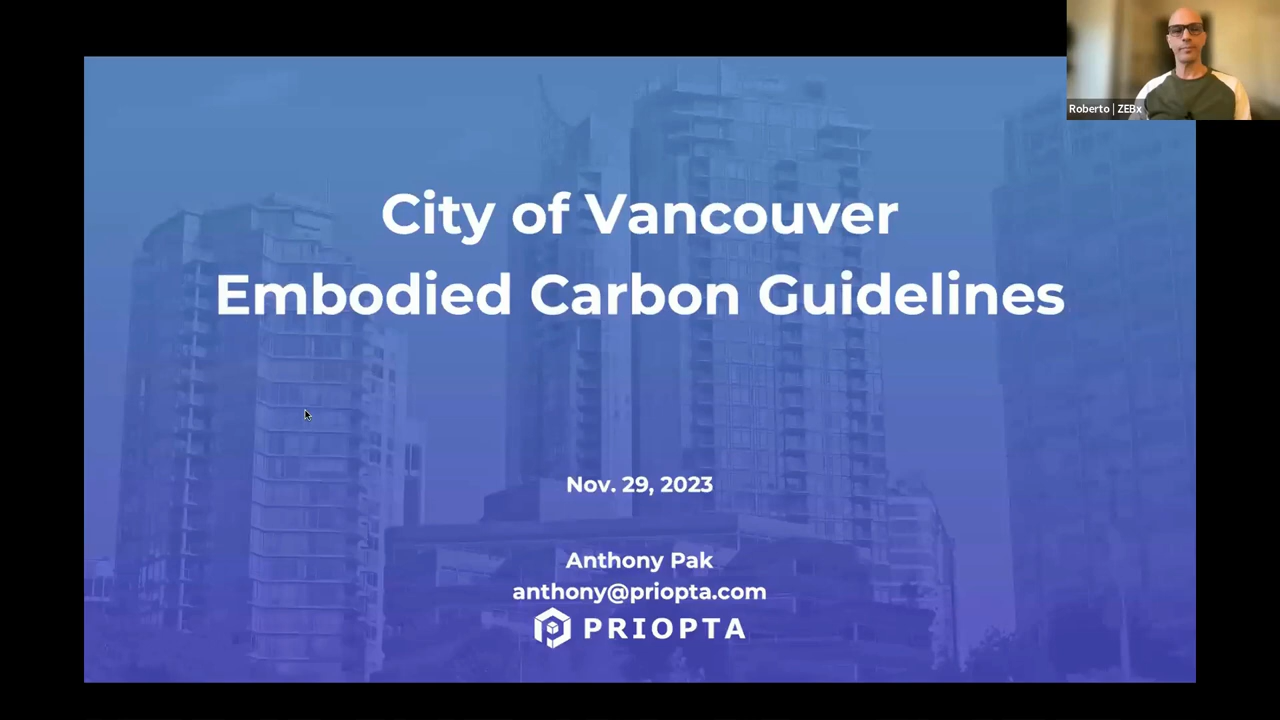 Roberto | ZEBx
City of Vancouver
Embodied Carbon Guidelines
Nov. 29, 2023
Anthony Pak
anthony@priopta.com
PRIOPTA